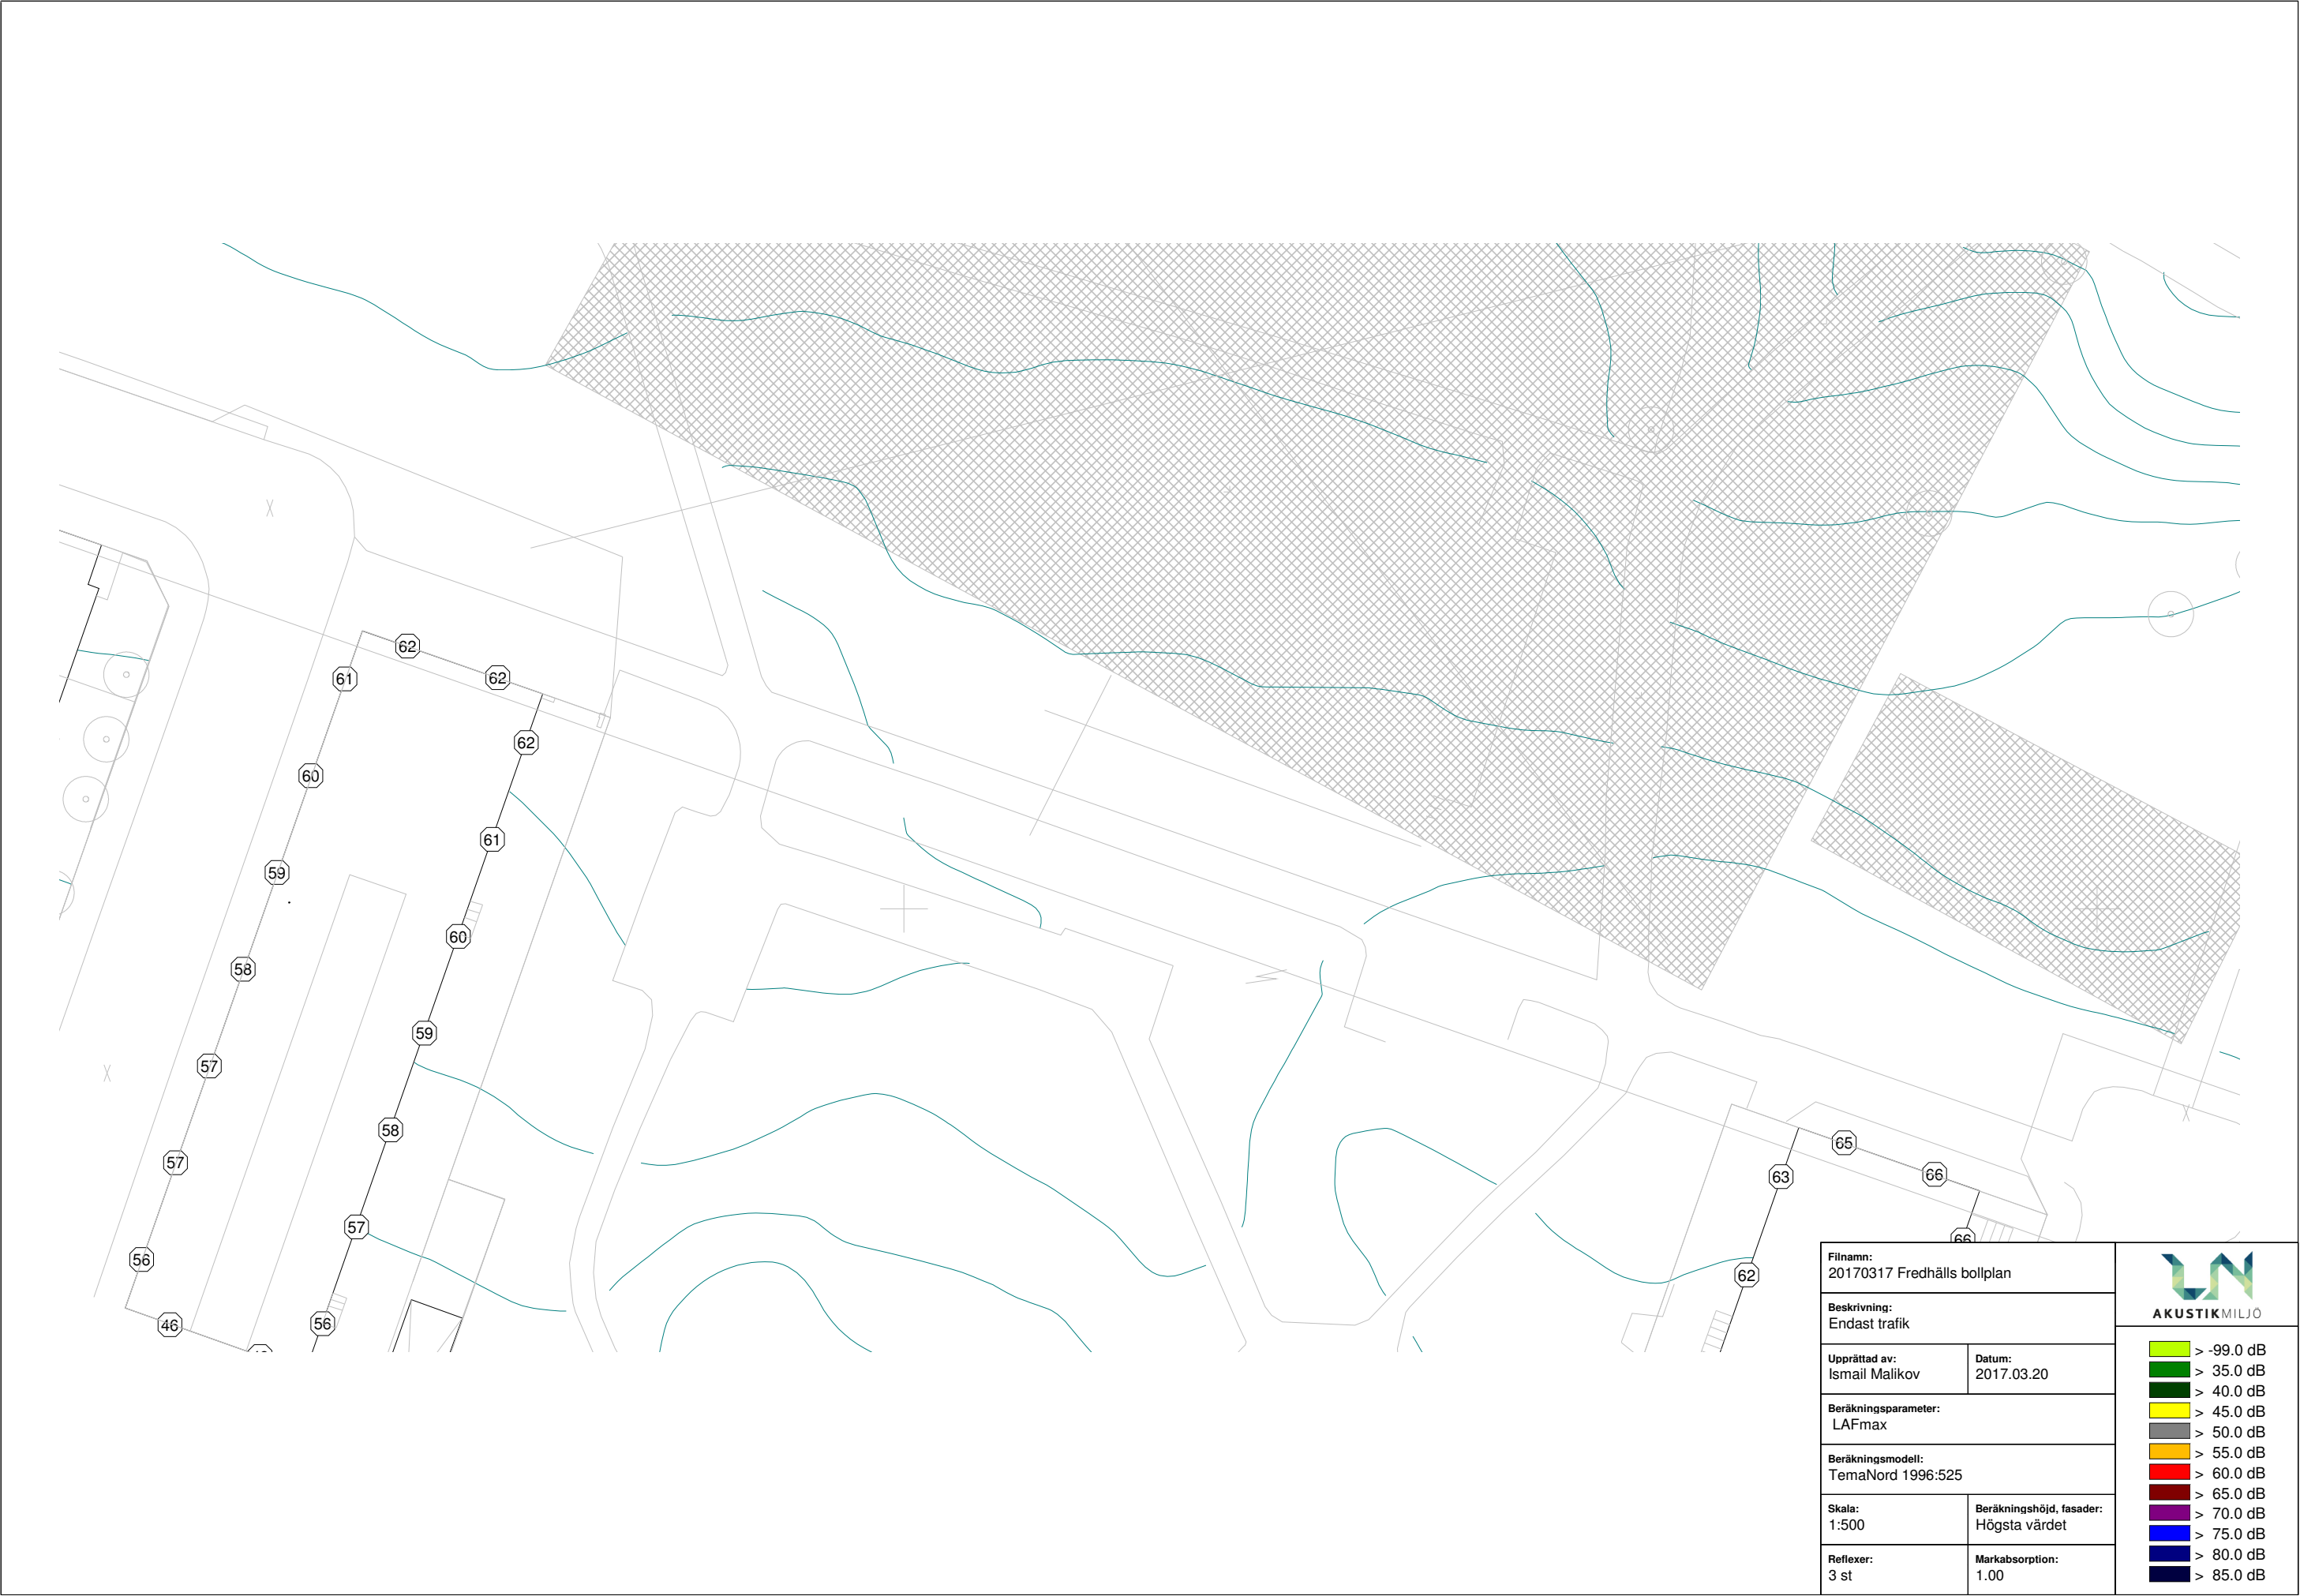 62
62
61
62
60
61
59
60
58
59
57
58
57
57
56
56
46
65
66
63
66
62
Filnamn:
20170317 Fredhälls bollplan
Beskrivning:
Endast trafik
Upprättad av:
Ismail Malikov
Datum:
2017.03.20
Beräkningsparameter:
LAFmax
Beräkningsmodell:
TemaNord 1996:525
Skala:
1:500
Beräkningshöjd, fasader:
Högsta värdet
Reflexer:
3 st
Markabsorption:
1.00
AKUSTIKMILJÖ
> -99.0 dB
> 35.0 dB
> 40.0 dB
> 45.0 dB
> 50.0 dB
> 55.0 dB
> 60.0 dB
> 65.0 dB
> 70.0 dB
> 75.0 dB
> 80.0 dB
> 85.0 dB